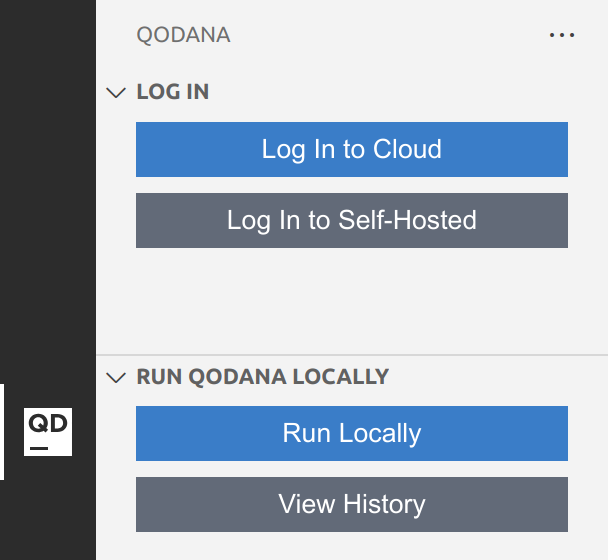 QODANA
LOG IN
Log In to Cloud
Log In to Self-Hosted
RUN QODANA LOCALLY
QD
Run Locally
View History